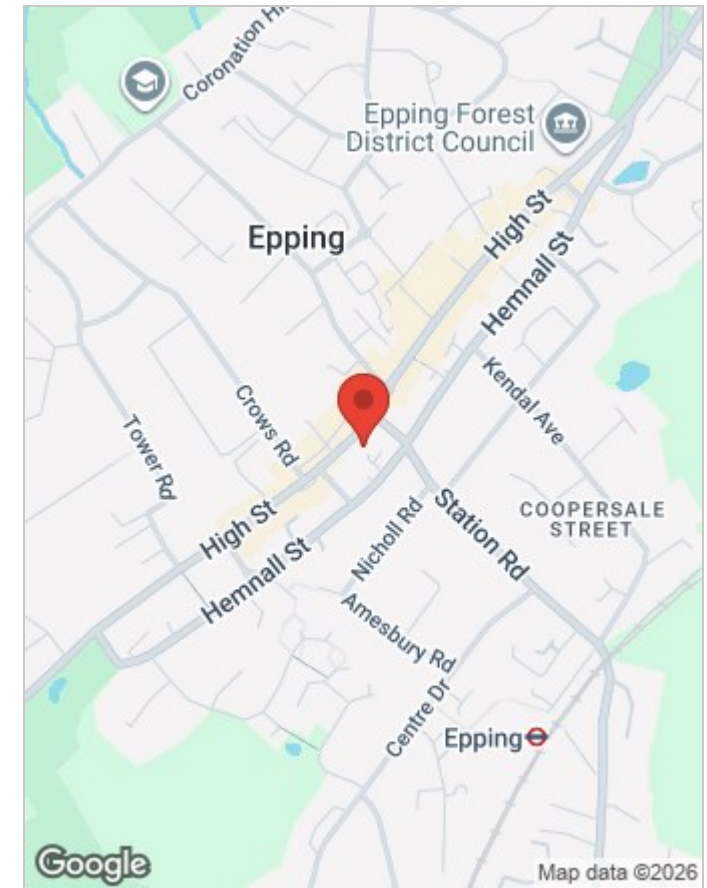 Coronation Hi
Epping Forest
District Council
Epping
High St
Hemnall St
Kendal Ave
Crows Rd
Tower Rd
COOPERSALE
STREET
Station Rd
Nicholl Rd
High St
Hemnall St
Amesbury Rd
Centre Dr
Epping
Google
Map data ©2026